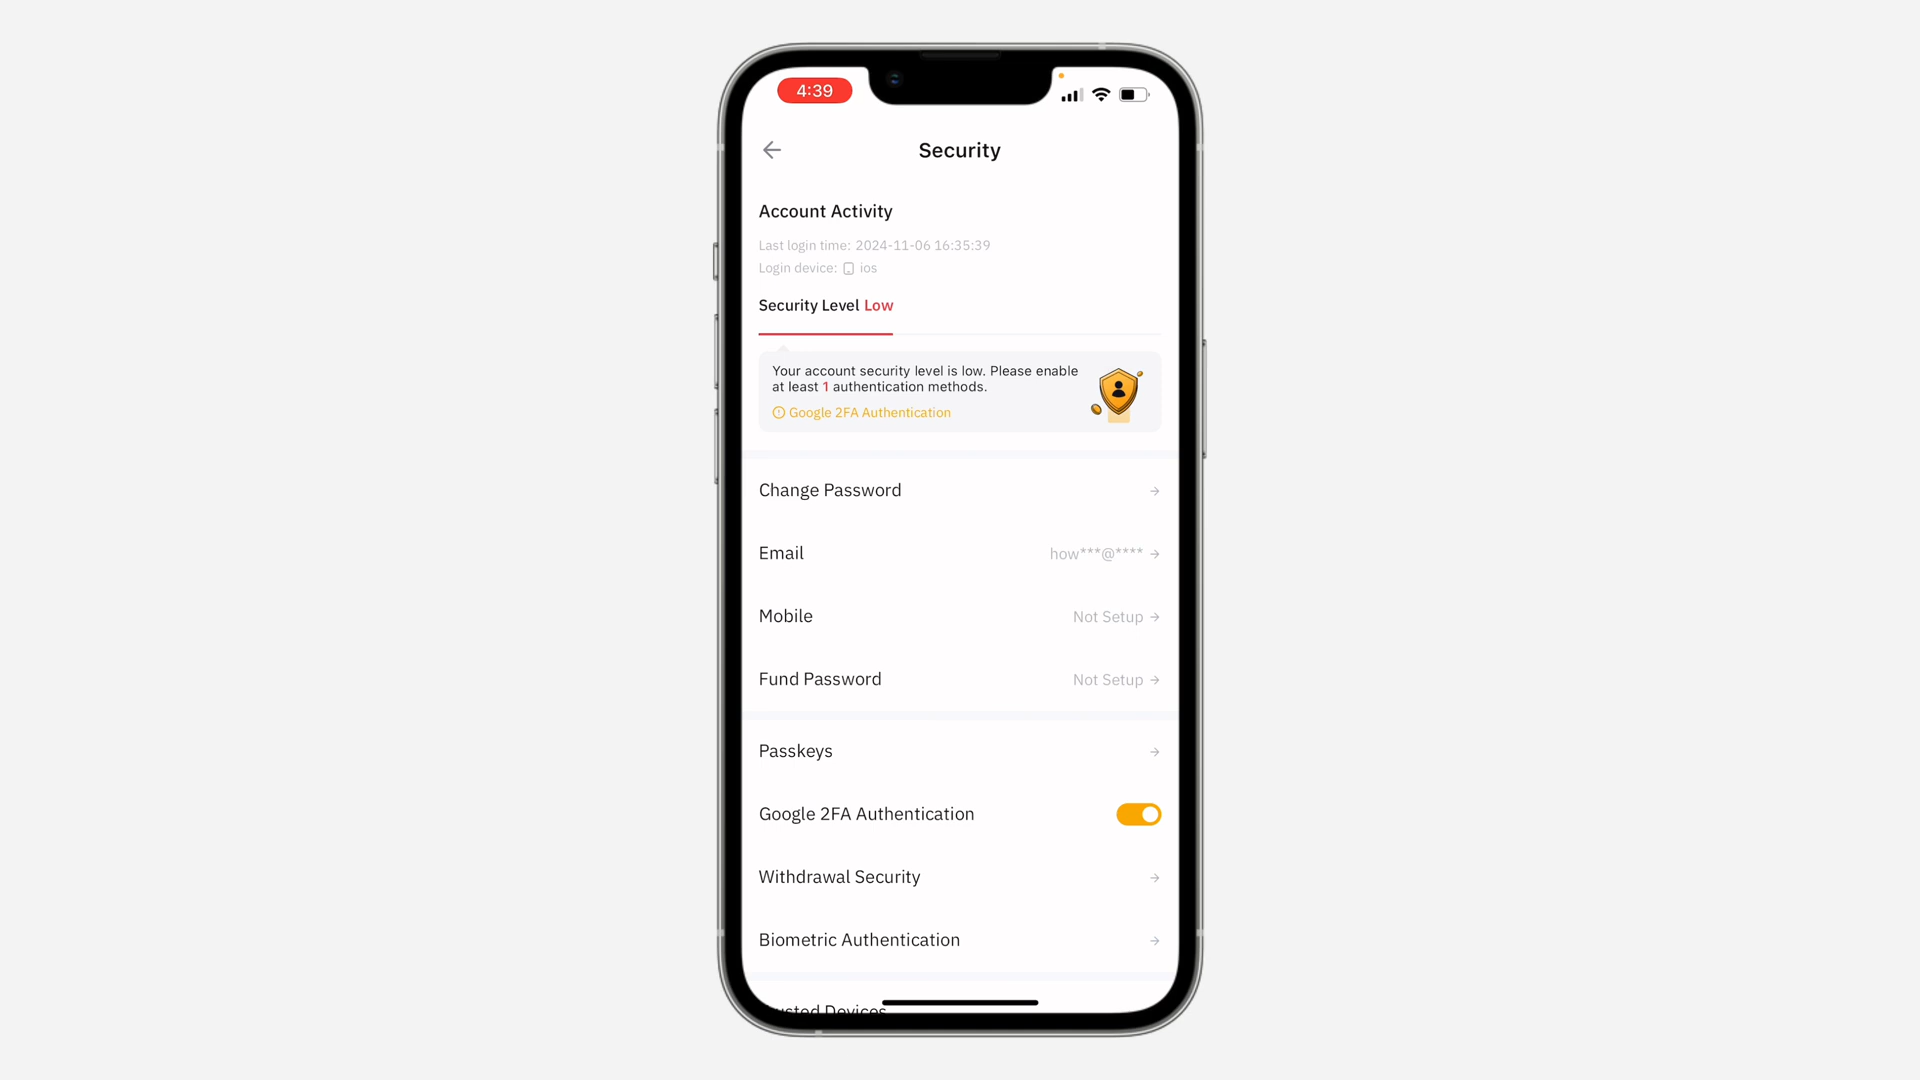 4:39
Security
Account Activity
Last login time: 2024-11-06 16:35:39
Login device: ios
Security Level Low
Your account security level is low. Please enable
at least 1 authentication methods.
Google 2FA Authentication
Change Password
Email how***@****
Mobile Not Setup
Fund Password Not Setup
Passkeys
Google 2FA Authentication
Withdrawal Security
Biometric Authentication
Devices